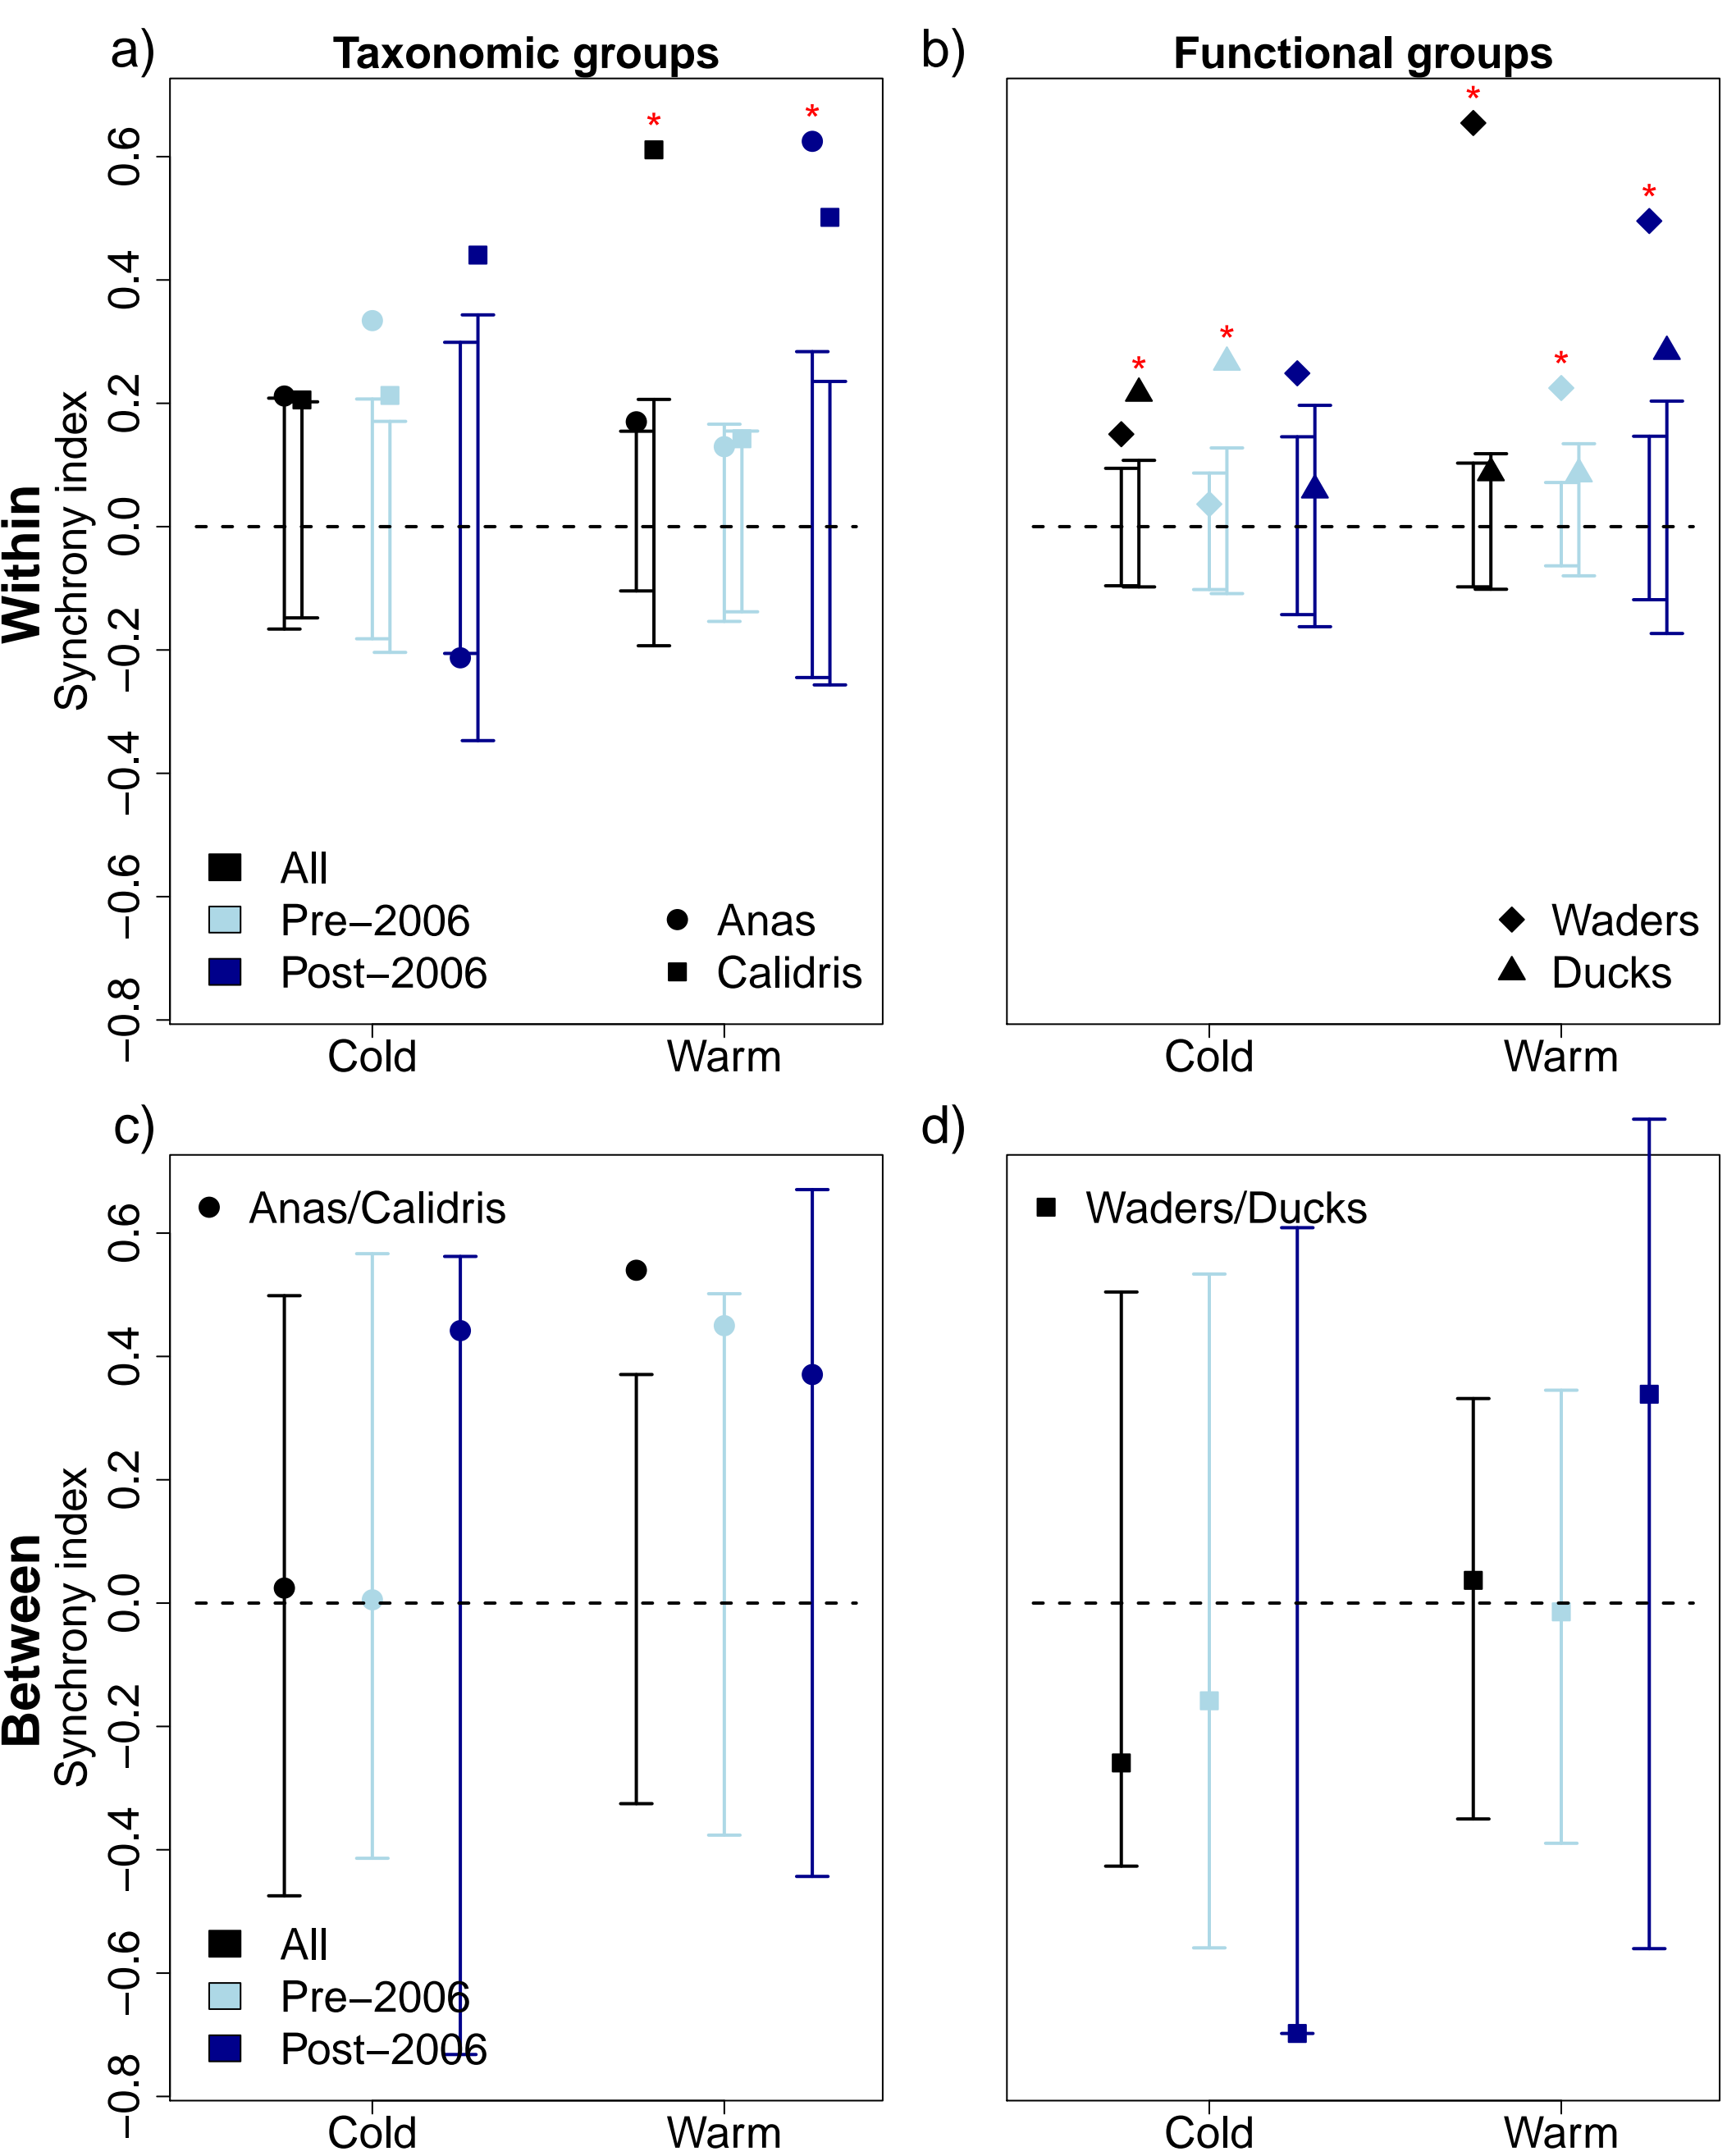 a)
Taxonomic groups
b)
Functional groups
Within
Synchrony index
0.6
0.4
0.2
0.0
−0.2
−0.4
−0.6
−0.8
*
*
*
*
*
*
*
All
Pre−2006
Post−2006
Anas
Calidris
Waders
Ducks
Cold
Warm
Cold
Warm
c)
d)
Between
Synchrony index
0.6
0.4
0.2
0.0
−0.2
−0.4
−0.6
−0.8
Anas/Calidris
Waders/Ducks
All
Pre−2006
Post−2006
Cold
Warm
Cold
Warm